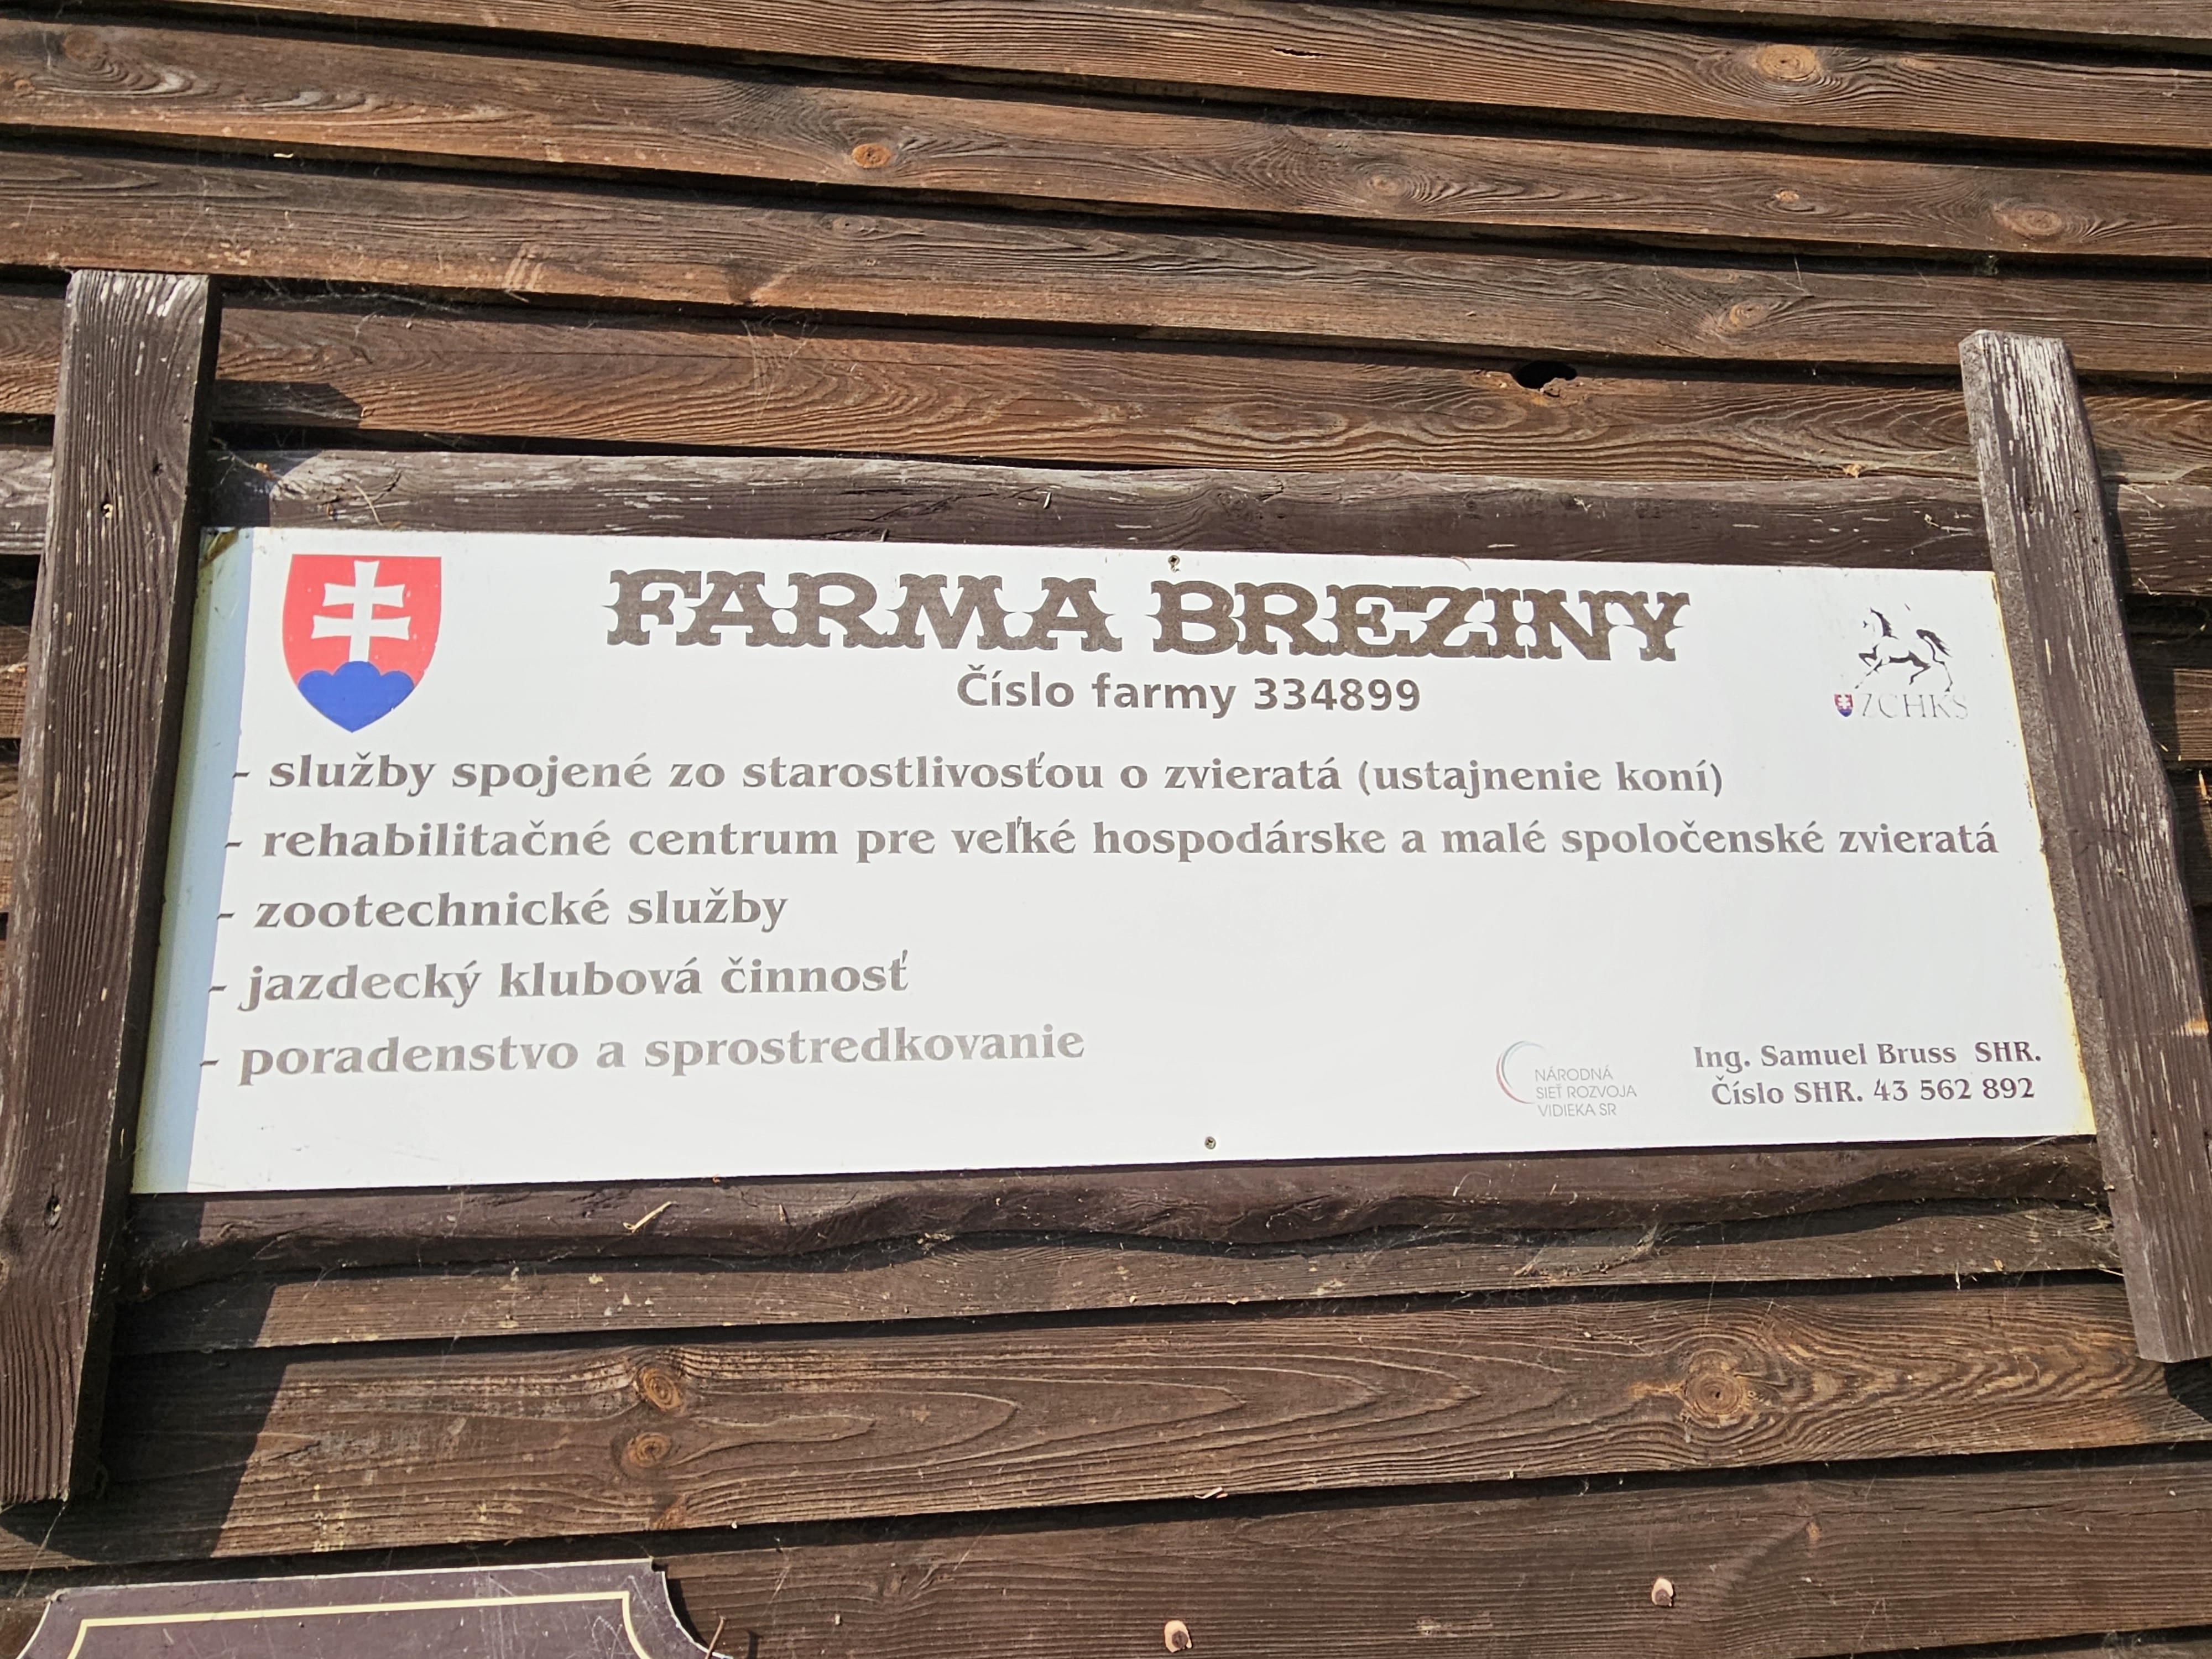 FARMA BREZINY
Číslo farmy 334899
ZCHKS
- služby spojené zo starostlivosťou o zvieratá (ustajnenie koní)
- rehabilitačné centrum pre veľké hospodárske a malé spoločenské zvieratá
- zootechnické služby
- jazdecký klubová činnosť
- poradenstvo a sprostredkovanie
NÁRODNÁ
SIEŤ ROZVOJA
VIDIEKA SR
Ing. Samuel Bruss SHR.
Číslo SHR. 43 562 892